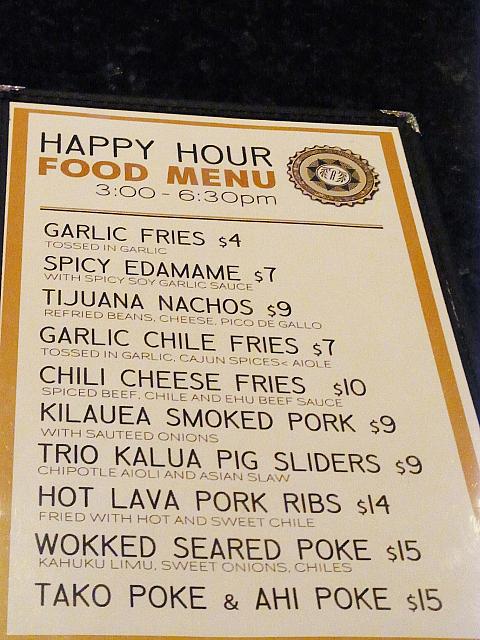 HAPPY HOUR
FOOD MENU
3:00 - 6:30pm
GARLIC FRIES $4
TOSSED IN GARLIC
SPICY EDAMAME $7
WITH SPICY SOY GARLIC SAUCE
TIJUANA NACHOS $9
REFRIED BEANS, CHEESE, PICO DE GALLO
GARLIC CHILE FRIES $7
TOSSED IN GARLIC, CAJUN SPICES< AIOLE
CHILI CHEESE FRIES $10
SPICED BEEF, CHILE AND EHU BEEF SAUCE
KILAUEA SMOKED PORK $9
WITH SAUTEED ONIONS
TRIO KALUA PIG SLIDERS $9
CHIPOTLE AIOLI AND ASIAN SLAW
HOT LAVA PORK RIBS $14
FRIED WITH HOT AND SWEET CHILE
WOKKED SEARED POKE $15
KAHUKU LIMU, SWEET ONIONS, CHILES
TAKO POKE & AHI POKE $15